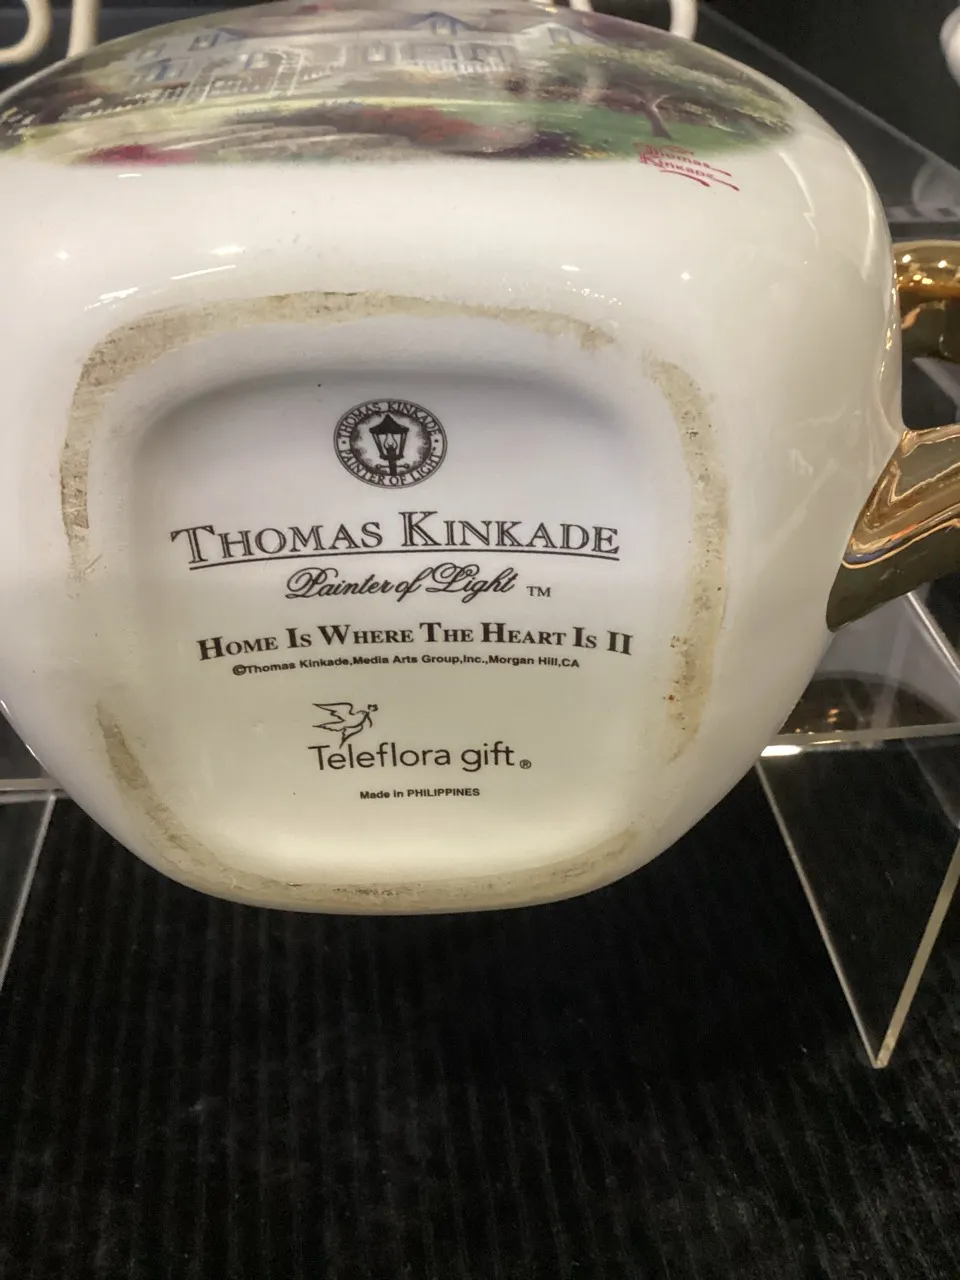 Thomas
Kinkade
THOMAS KINKADE
PAINTER OF LIGHT™
THOMAS KINKADE
Painter of Light ™
HOME IS WHERE THE HEART IS II
©Thomas Kinkade,Media Arts Group,Inc.,Morgan Hill,CA
Teleflora gift®
Made in PHILIPPINES